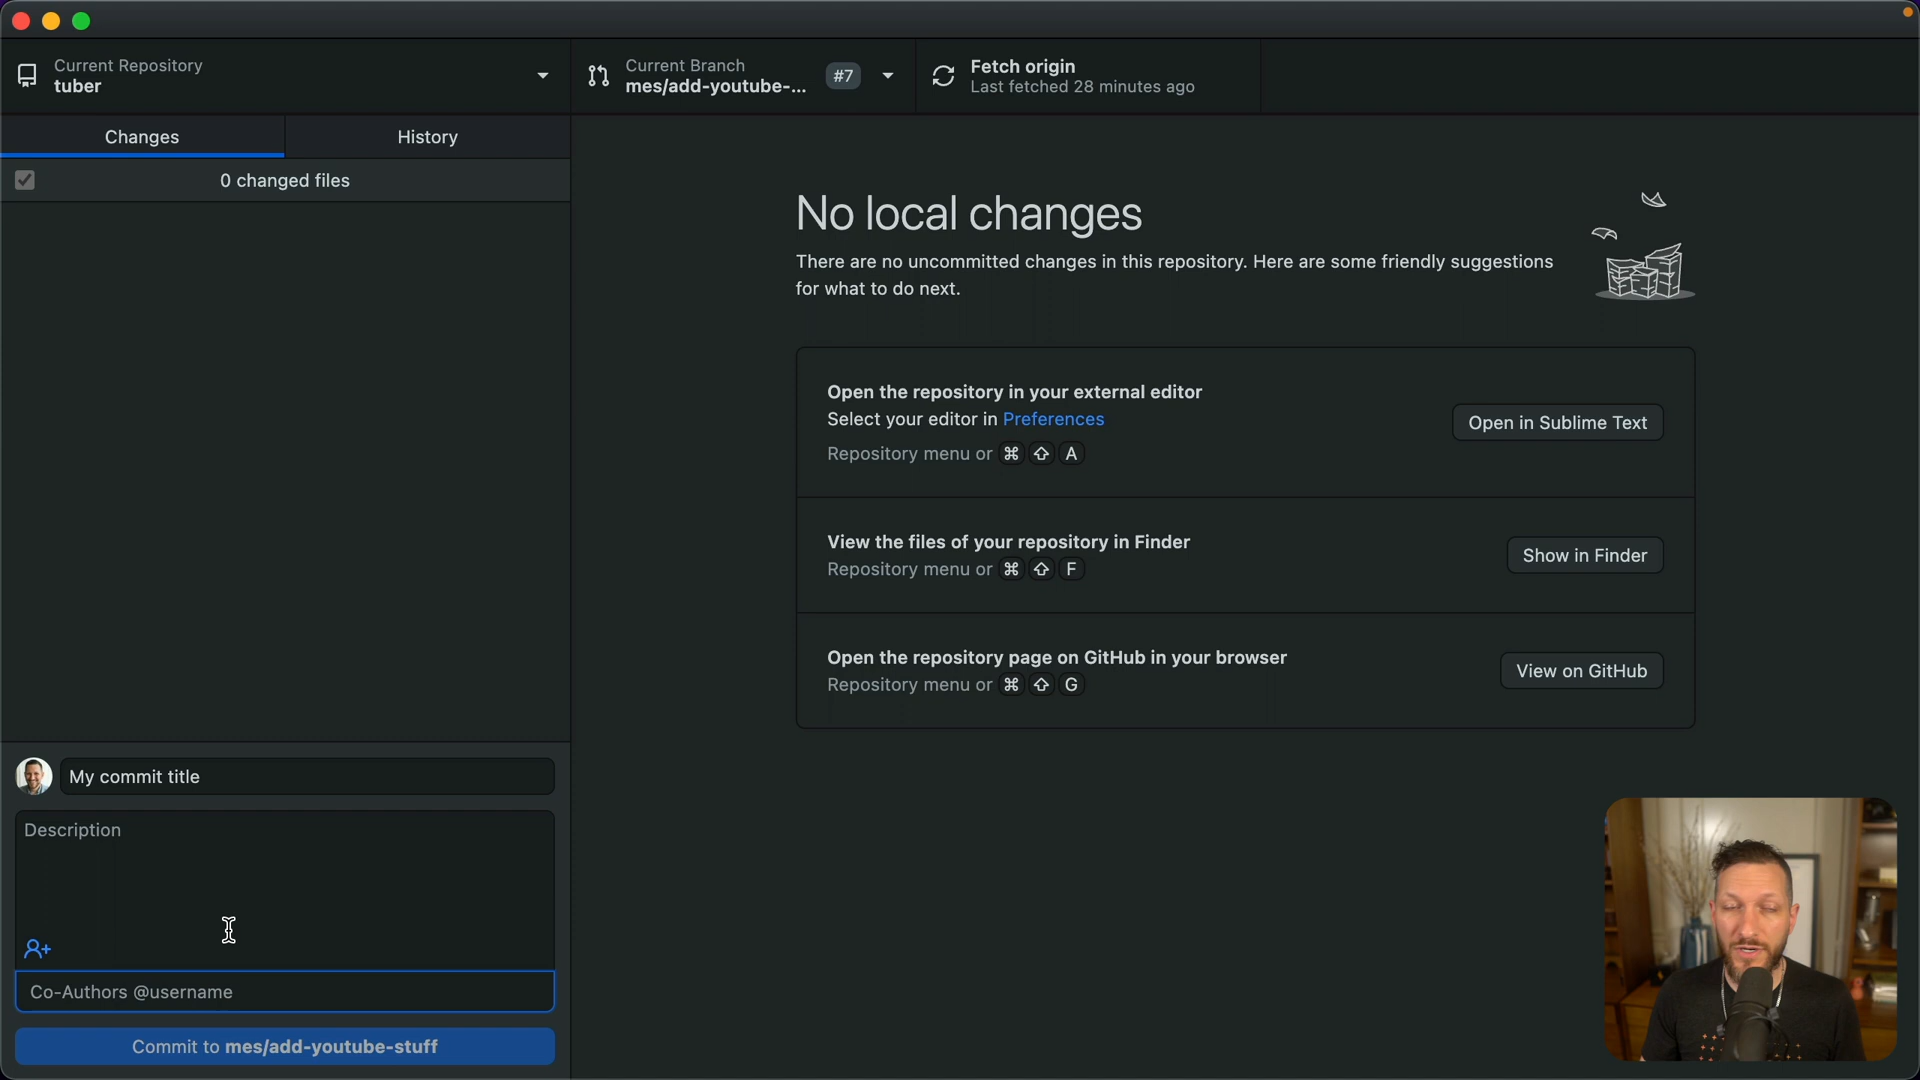 Current Repository
tuber
Current Branch
mes/add-youtube-...
#7
Fetch origin
Last fetched 28 minutes ago
Changes
History
0 changed files
No local changes
There are no uncommitted changes in this repository. Here are some friendly suggestions
for what to do next.
Open the repository in your external editor
Select your editor in Preferences
Repository menu or ⌘ ⇧ A
Open in Sublime Text
View the files of your repository in Finder
Repository menu or ⌘ ⇧ F
Show in Finder
Open the repository page on GitHub in your browser
Repository menu or ⌘ ⇧ G
View on GitHub
My commit title
Description
Co-Authors @username
Commit to mes/add-youtube-stuff